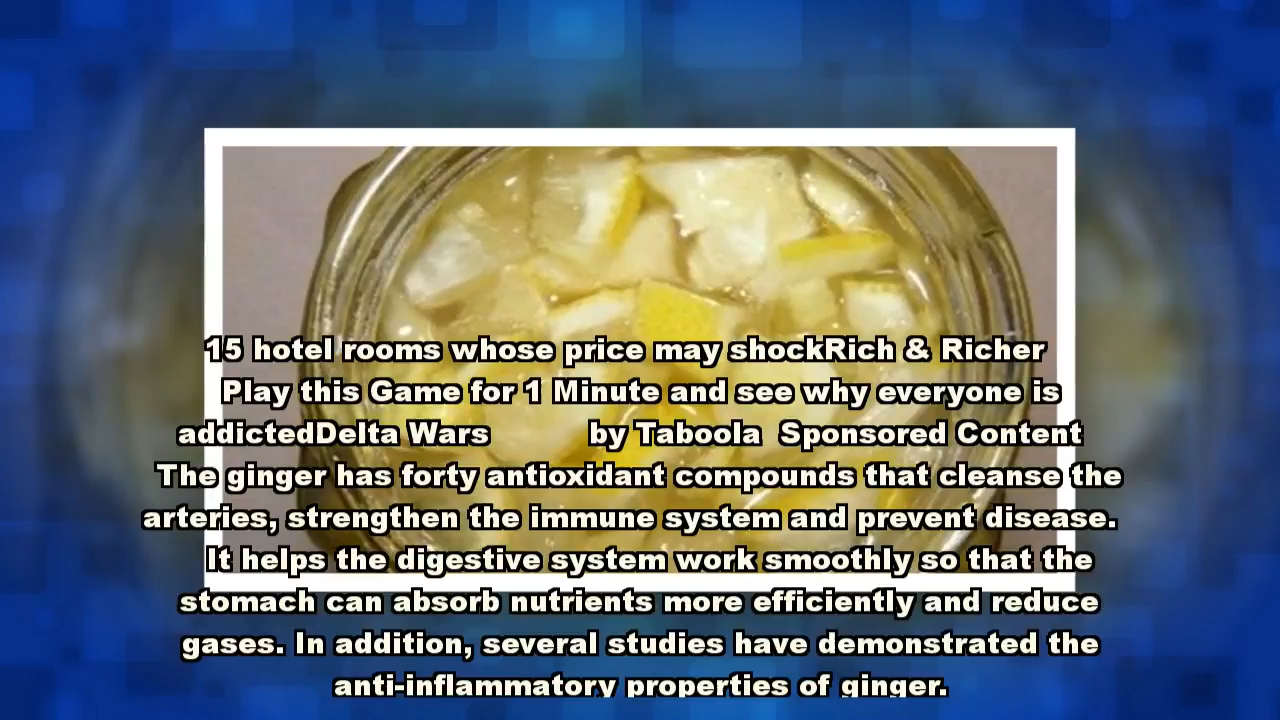 15 hotel rooms whose price may shockRich & Richer
Play this Game for 1 Minute and see why everyone is
addictedDelta Wars by Taboola Sponsored Content
The ginger has forty antioxidant compounds that cleanse the
arteries, strengthen the immune system and prevent disease.
It helps the digestive system work smoothly so that the
stomach can absorb nutrients more efficiently and reduce
gases. In addition, several studies have demonstrated the
anti-inflammatory properties of ginger.